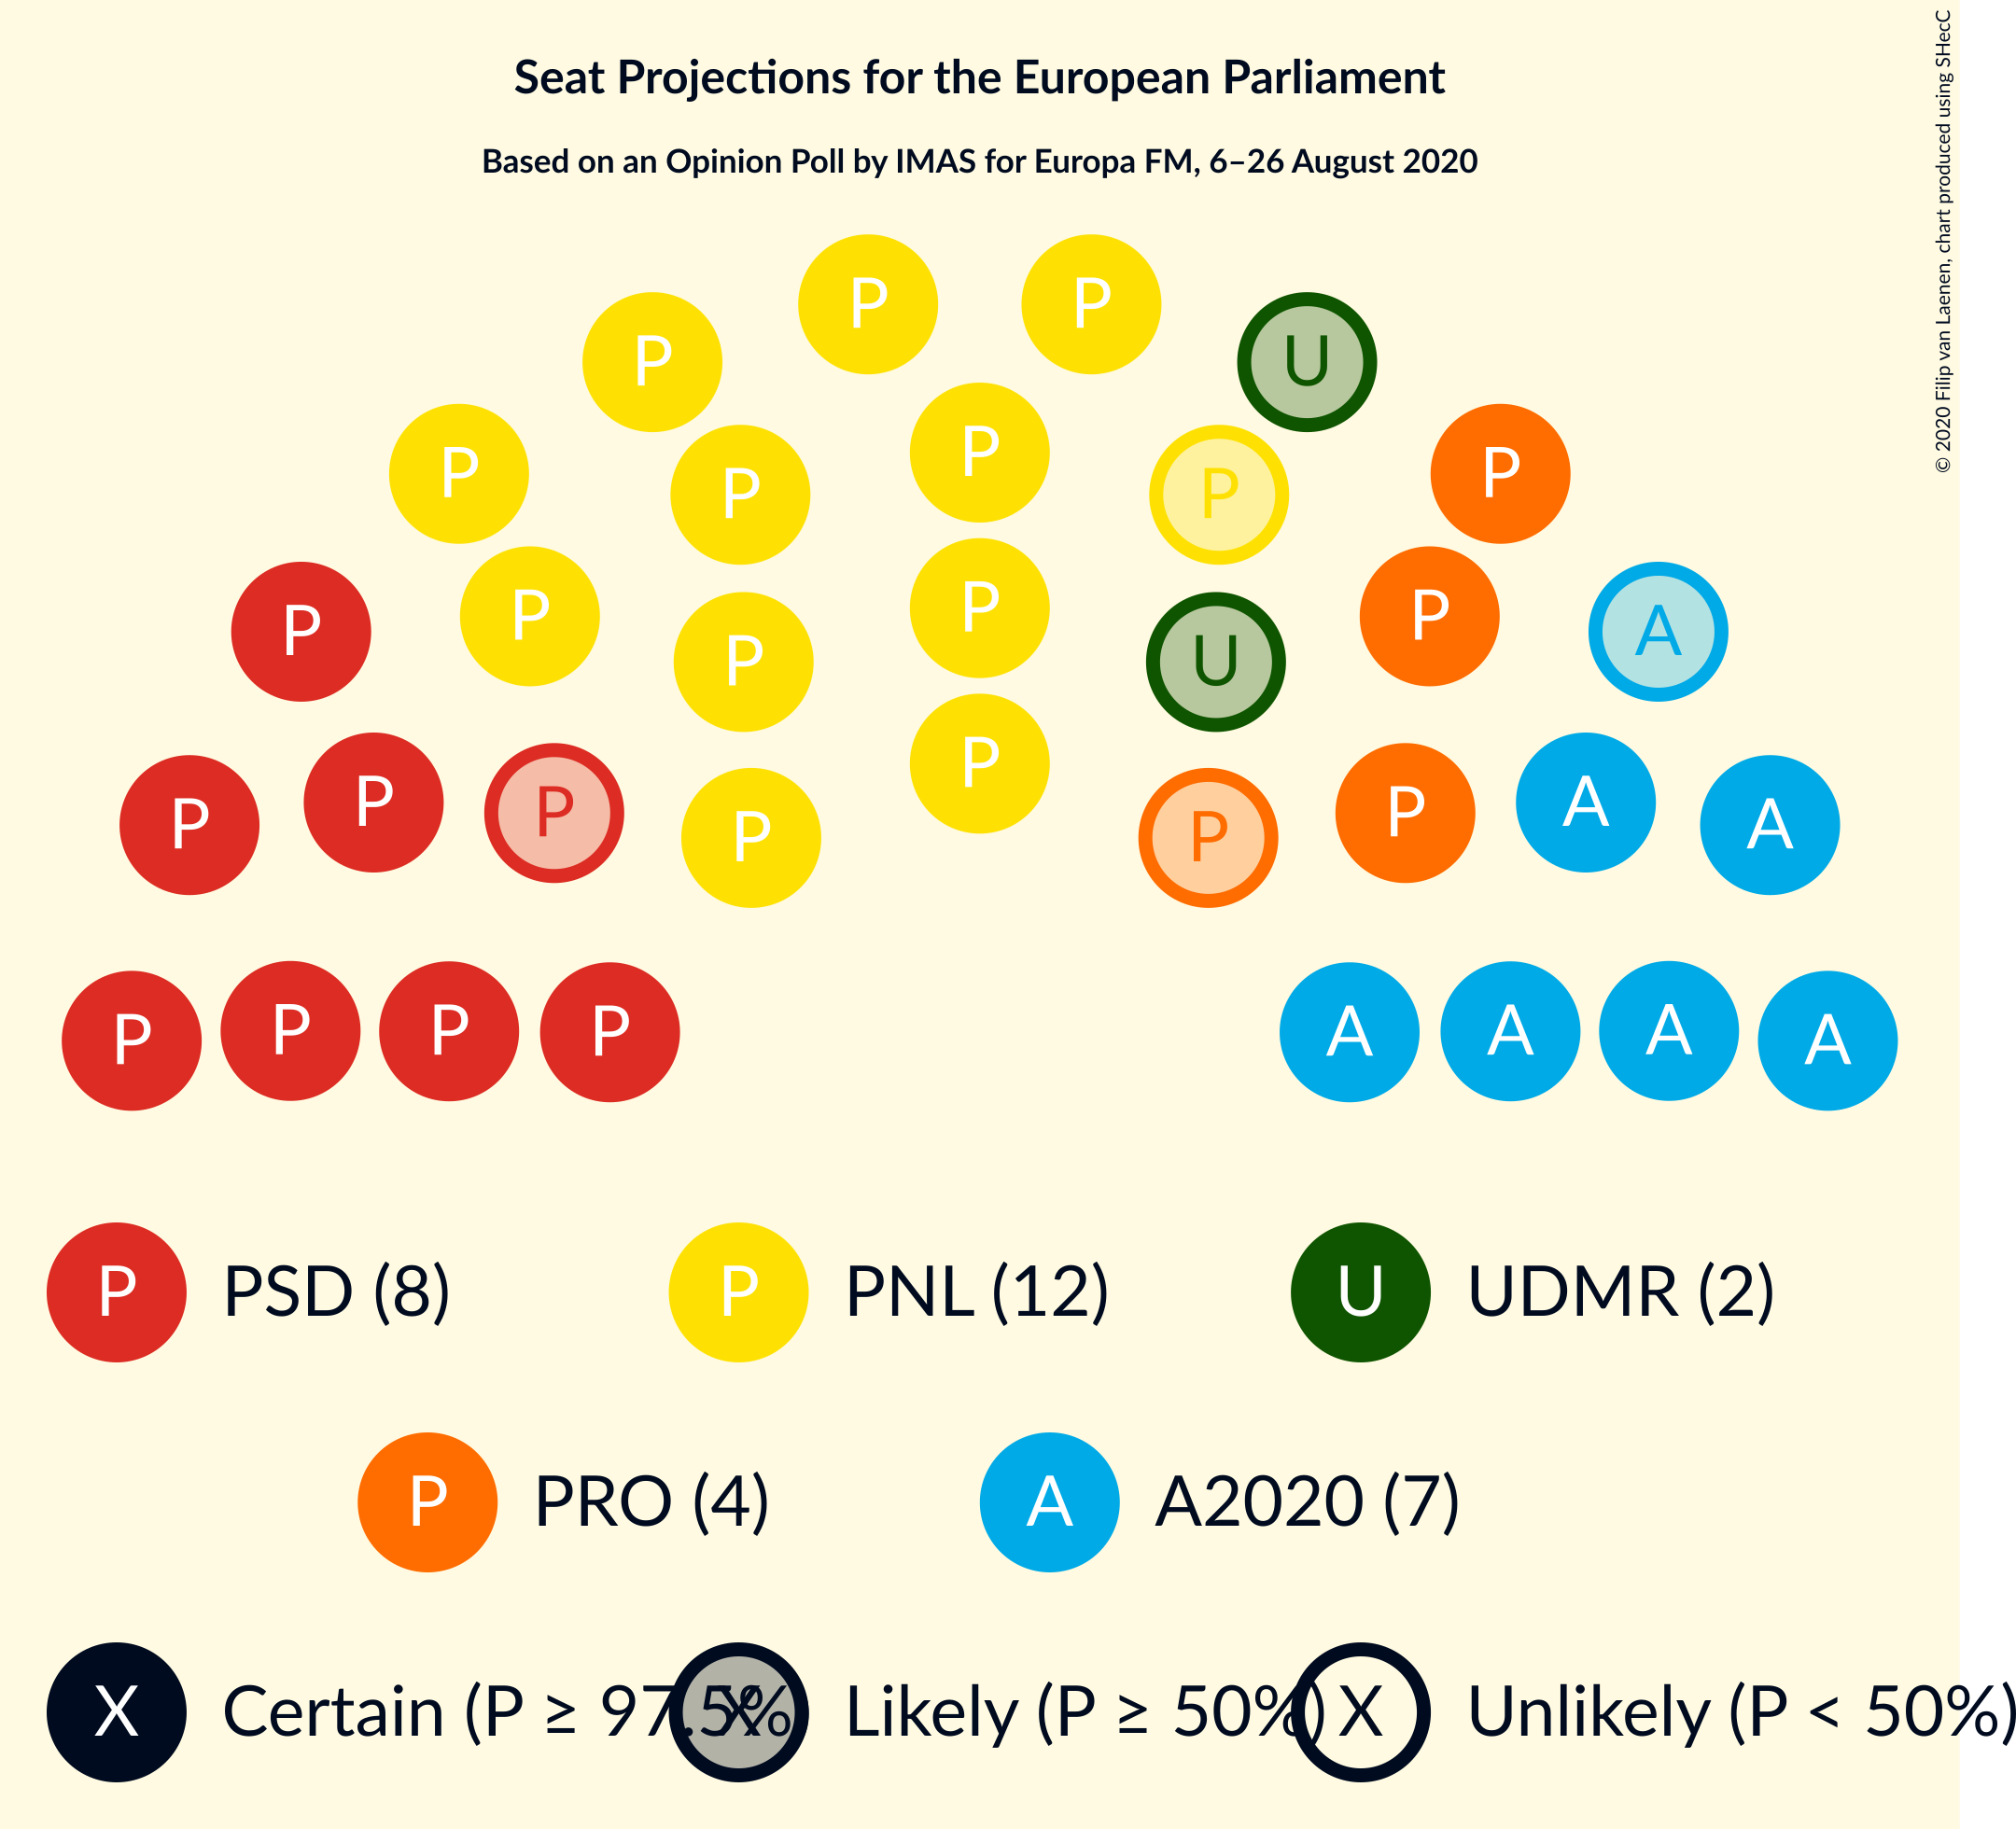 Seat Projections for the European Parliament
Based on an Opinion Poll by IMAS for Europa FM, 6–26 August 2020
© 2020 Filip van Laenen, chart produced using SHecC
P P
P U
P P
P P P
P P
P P
P A
P U
P P
P A
P A
P P
P P
P P P P A A A A
P PSD (8) P PNL (12) U UDMR (2)
P PRO (4) A A2020 (7)
X Certain (P ≥ 97.5% X Likely (P ≥ 50%) X Unlikely (P < 50%)